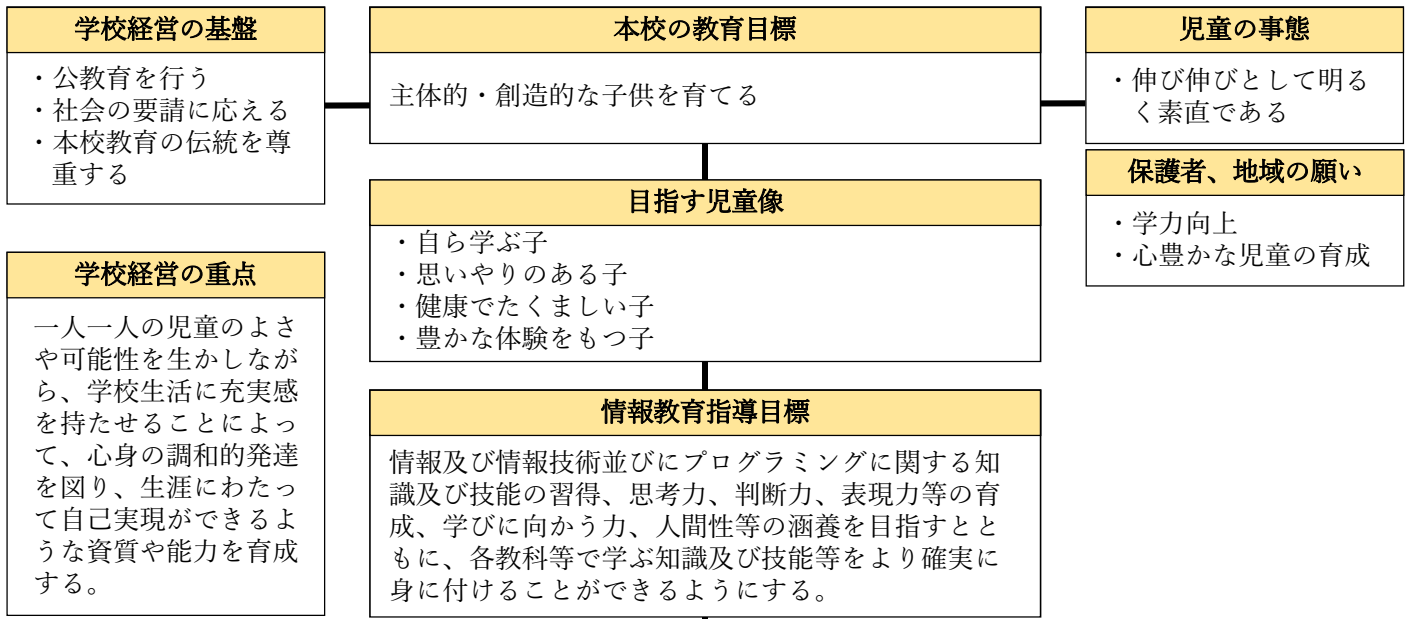 学校経営の基盤
・公教育を行う
・社会の要請に応える
・本校教育の伝統を尊
重する
本校の教育目標
主体的・創造的な子供を育てる
児童の事態
・伸び伸びとして明る
く素直である
保護者、地域の願い
・学力向上
・心豊かな児童の育成
目指す児童像
・自ら学ぶ子
・思いやりのある子
・健康でたくましい子
・豊かな体験をもつ子
学校経営の重点
一人一人の児童のよさ
や可能性を生かしなが
ら、学校生活に充実感
を持たせることによっ
て、心身の調和的発達
を図り、生涯にわたっ
て自己実現ができるよ
うな資質や能力を育成
する。
情報教育指導目標
情報及び情報技術並びにプログラミングに関する知
識及び技能の習得、思考力、判断力、表現力等の育
成、学びに向かう力、人間性等の涵養を目指すとと
もに、各教科等で学ぶ知識及び技能等をより確実に
身に付けることができるようにする。